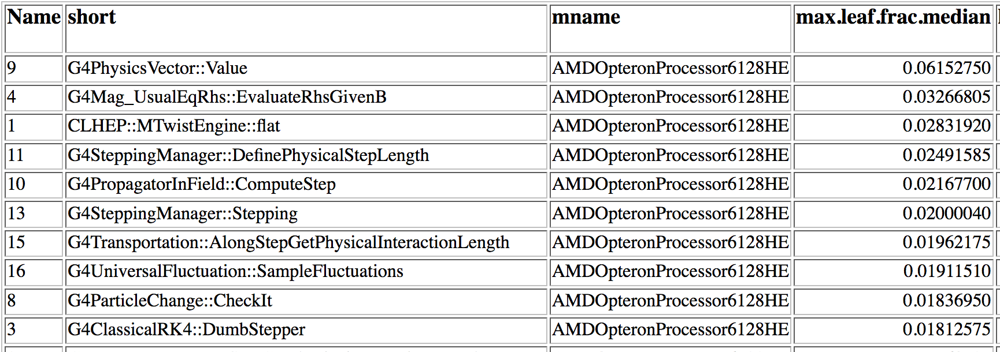 Name short mname max.leaf.frac.median
9 G4PhysicsVector::Value AMDOpteronProcessor6128HE 0.06152750
4 G4Mag_UsualEqRhs::EvaluateRhsGivenB AMDOpteronProcessor6128HE 0.03266805
1 CLHEP::MTwistEngine::flat AMDOpteronProcessor6128HE 0.02831920
11 G4SteppingManager::DefinePhysicalStepLength AMDOpteronProcessor6128HE 0.02491585
10 G4PropagatorInField::ComputeStep AMDOpteronProcessor6128HE 0.02167700
13 G4SteppingManager::Stepping AMDOpteronProcessor6128HE 0.02000040
15 G4Transportation::AlongStepGetPhysicalInteractionLength AMDOpteronProcessor6128HE 0.01962175
16 G4UniversalFluctuation::SampleFluctuations AMDOpteronProcessor6128HE 0.01911510
8 G4ParticleChange::CheckIt AMDOpteronProcessor6128HE 0.01836950
3 G4ClassicalRK4::DumbStepper AMDOpteronProcessor6128HE 0.01812575